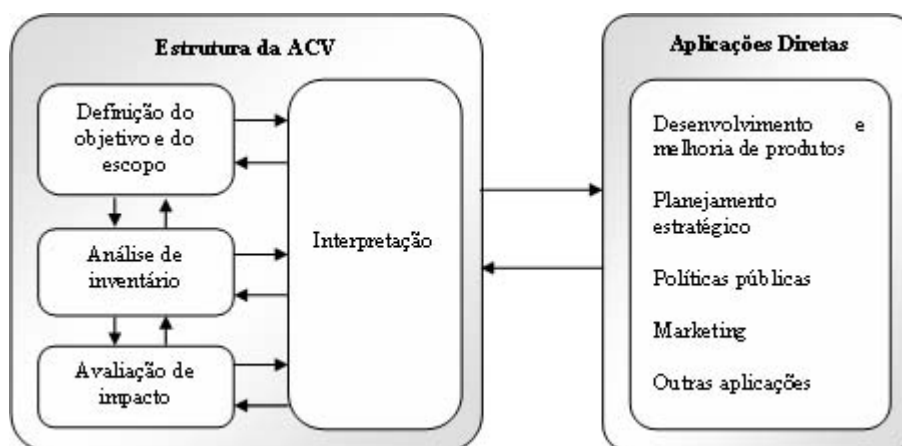 Estrutura da ACV
Definição do
objetivo e do
escopo
Análise de
inventário
Avaliação de
impacto
Interpretação
Aplicações Diretas
Desenvolvimento e
melhoria de produtos
Planejamento
estratégico
Políticas públicas
Marketing
Outras aplicações